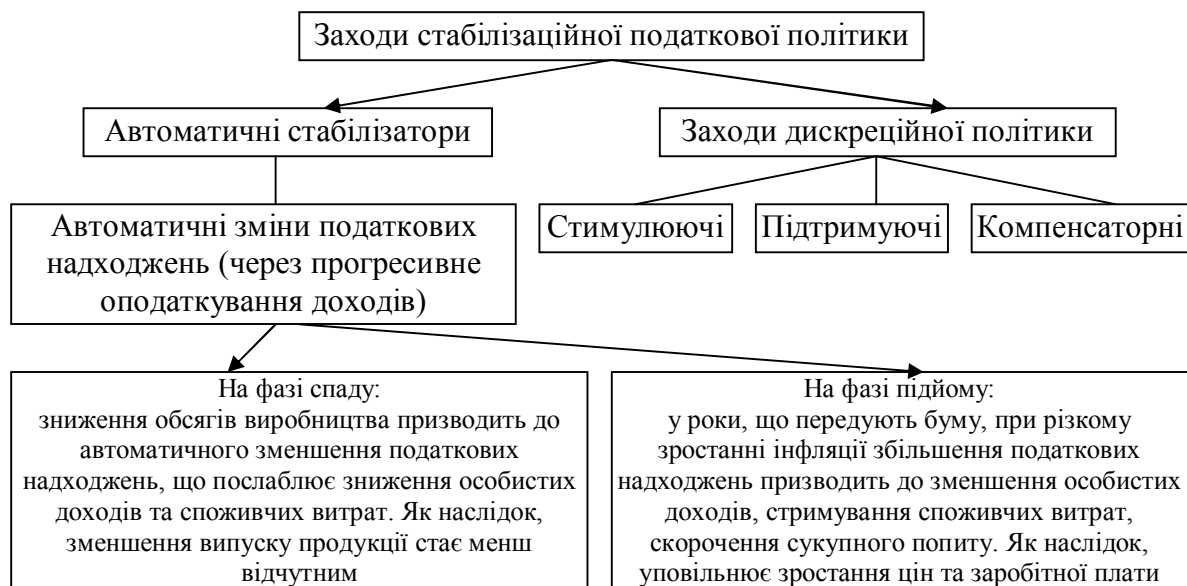 Заходи стабілізаційної податкової політики
Автоматичні стабілізатори
Заходи дискреційної політики
Автоматичні зміни податкових
надходжень (через прогресивне
оподаткування доходів)
Стимулюючі
Підтримуючі
Компенсаторні
На фазі спаду:
зниження обсягів виробництва призводить до
автоматичного зменшення податкових
надходжень, що послаблює зниження особистих
доходів та споживчих витрат. Як наслідок,
зменшення випуску продукції стає менш
відчутним
На фазі підйому:
у роки, що передують буму, при різкому
зростанні інфляції збільшення податкових
надходжень призводить до зменшення особистих
доходів, стримування споживчих витрат,
скорочення сукупного попиту. Як наслідок,
уповільнює зростання цін та заробітної плати